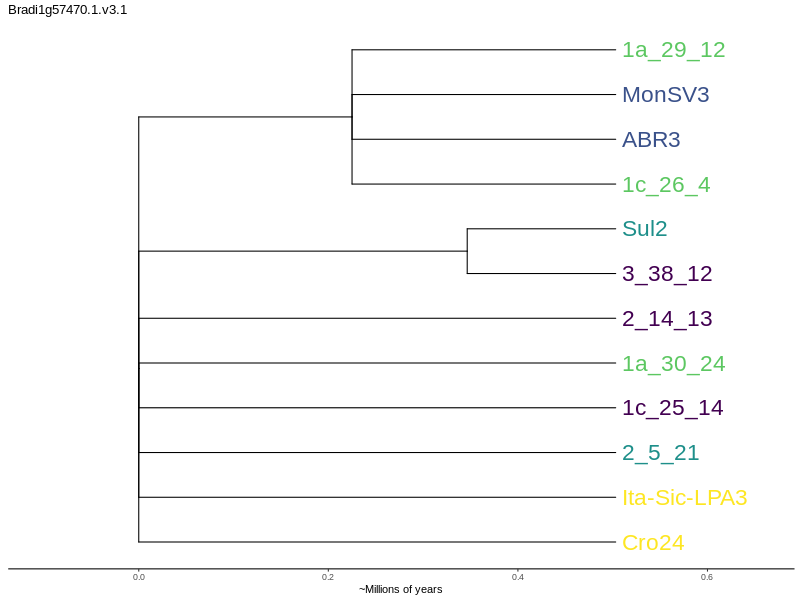 Bradi1g57470.1.v3.1
1a_29_12
MonSV3
ABR3
1c_26_4
Sul2
3_38_12
2_14_13
1a_30_24
1c_25_14
2_5_21
Ita-Sic-LPA3
Cro24
0.0 0.2 0.4 0.6
~Millions of years